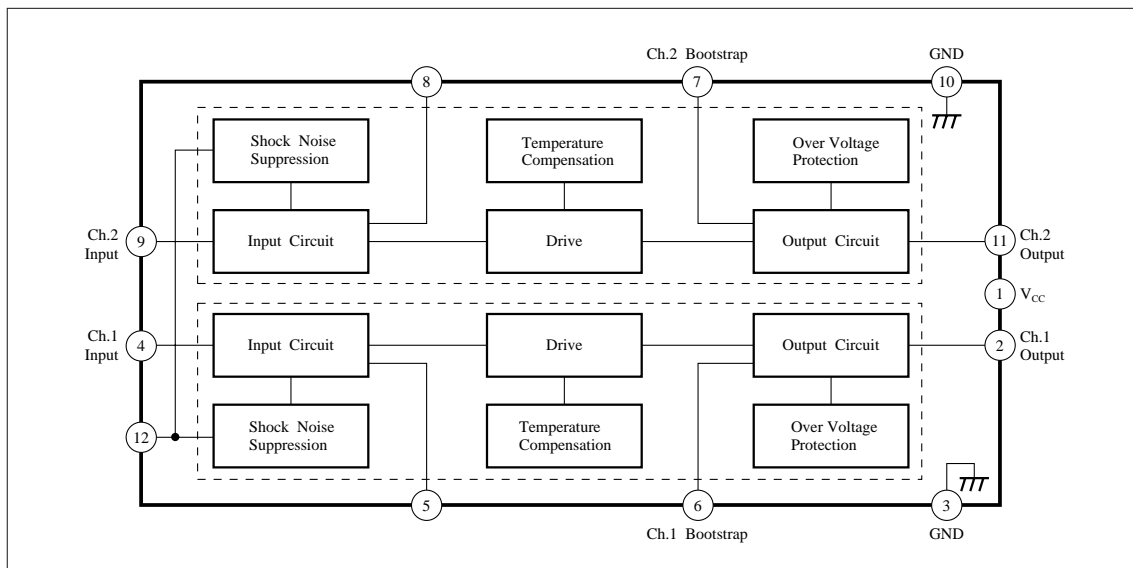 Ch.2 Bootstrap
GND
8
7
10
Shock Noise
Suppression
Temperature
Compensation
Over Voltage
Protection
Ch.2
Input
9
Input Circuit
Drive
Output Circuit
11
Ch.2
Output
1
VCC
Ch.1
Input
4
Input Circuit
Drive
Output Circuit
2
Ch.1
Output
12
Shock Noise
Suppression
Temperature
Compensation
Over Voltage
Protection
5
6
3
Ch.1 Bootstrap
GND